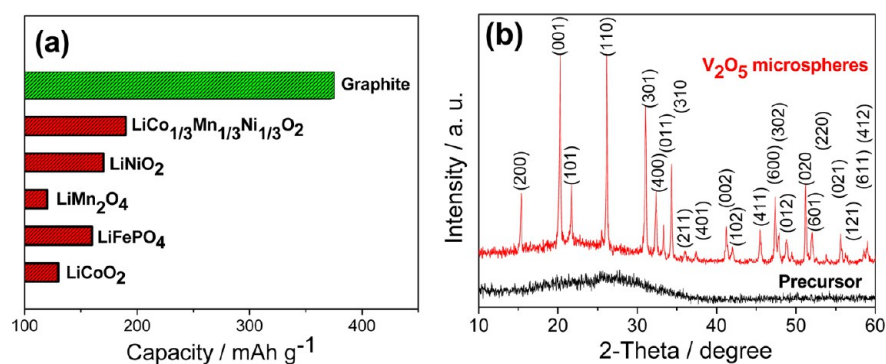 (a)
Graphite
LiCo1/3Mn1/3Ni1/3O2
LiNiO2
LiMn2O4
LiFePO4
LiCoO2
100 200 300 400
Capacity / mAh g-1
(b)
V2O5 microspheres
(200)
(001)
(101)
(110)
(301)
(400)
(011)
(310
(211)
(401)
(002)
(102)
(411)
(600)
(302)
(012)
(020
(601)
(220)
(021)
(121)
(611)
(412)
Precursor
Intensity / a. u.
10 20 30 40 50 60
2-Theta / degree